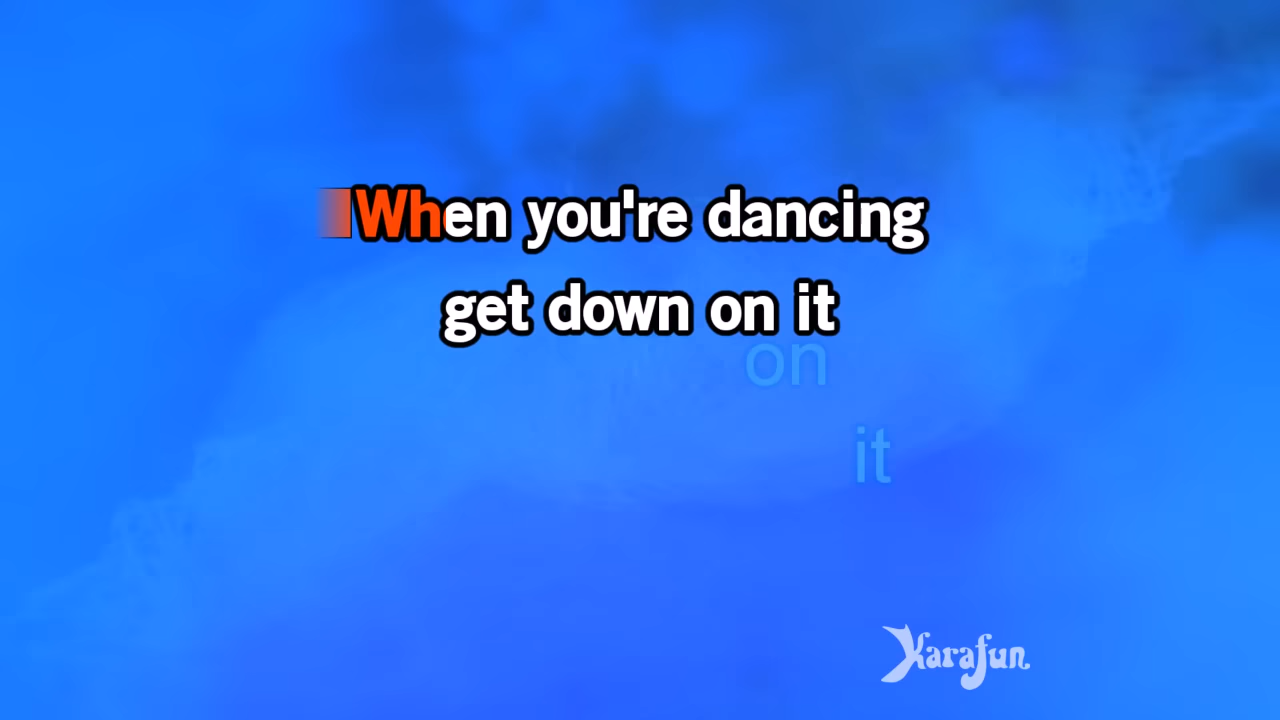 When you're dancing
get down on it
on
it
Karafun